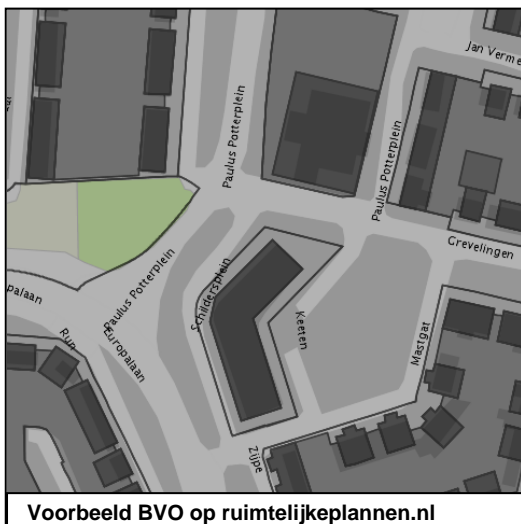 Jan Verme
Paulus Potterplein
Paulus Potterplein
Grevelingen
Paulus Potterplein
Schildersplein
palaan
Europalaan
Keeten
Mastgat
Zijpe
Voorbeeld BVO op ruimtelijkeplannen.nl